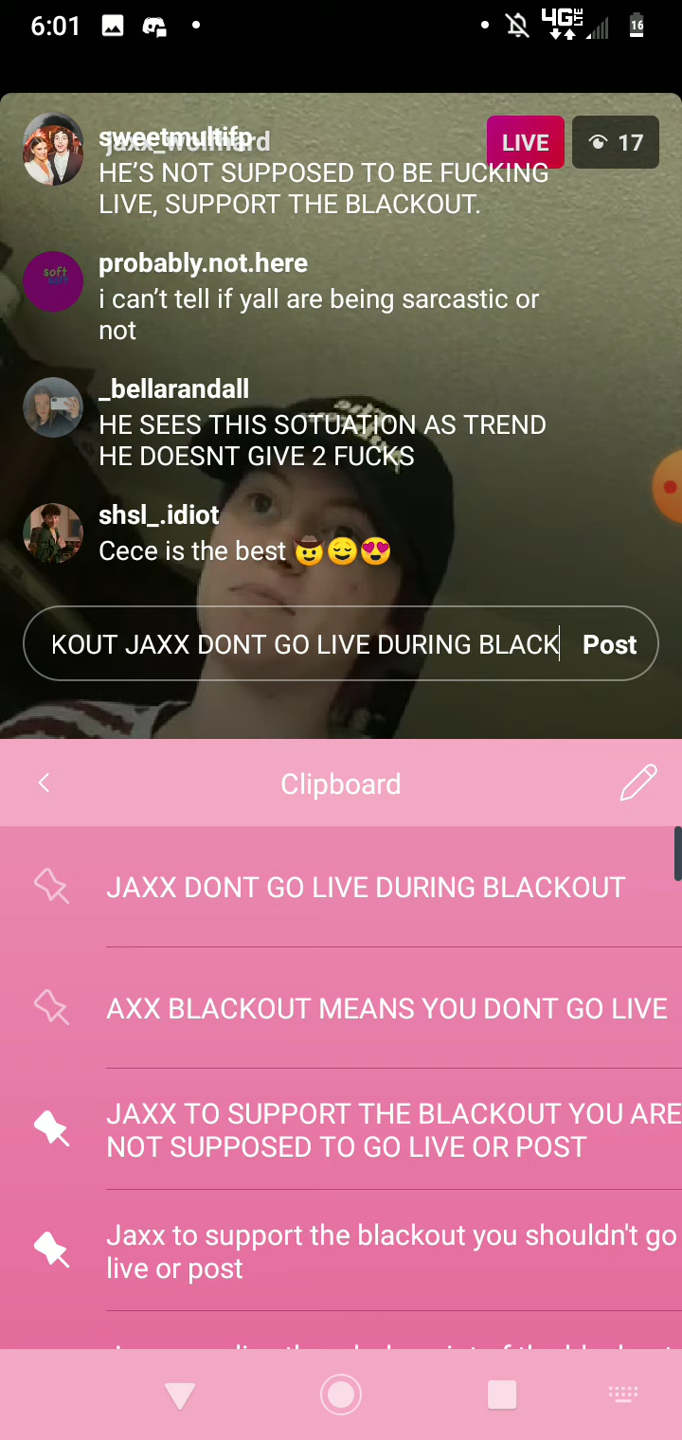 6:01
4G LTE
16
sweetmultifp
jaxx_wolfhard
LIVE
17
HE'S NOT SUPPOSED TO BE FUCKING
LIVE, SUPPORT THE BLACKOUT.
soft
probably.not.here
i can't tell if yall are being sarcastic or
not
_bellarandall
HE SEES THIS SOTUATION AS TREND
HE DOESNT GIVE 2 FUCKS
shsl_.idiot
Cece is the best 🤠😌😍
KOUT JAXX DONT GO LIVE DURING BLACK
Post
Clipboard
JAXX DONT GO LIVE DURING BLACKOUT
AXX BLACKOUT MEANS YOU DONT GO LIVE
JAXX TO SUPPORT THE BLACKOUT YOU ARE
NOT SUPPOSED TO GO LIVE OR POST
Jaxx to support the blackout you shouldn't go
live or post